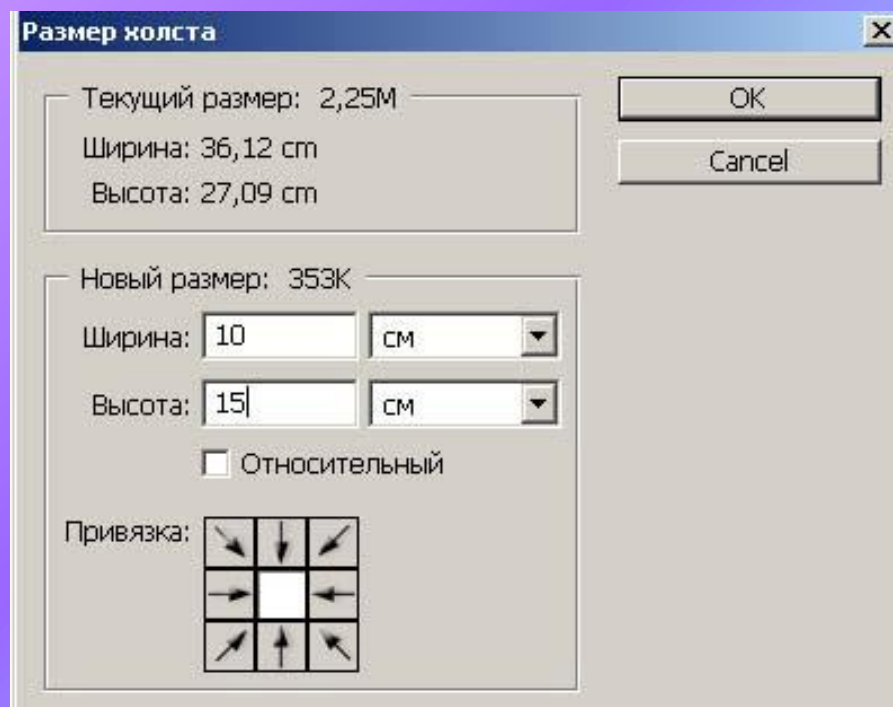 Размер холста
Текущий размер: 2,25М
Ширина: 36,12 cm
Высота: 27,09 cm
OK
Cancel
Новый размер: 353K
Ширина: 10 см
Высота: 15 см
Относительный
Привязка: